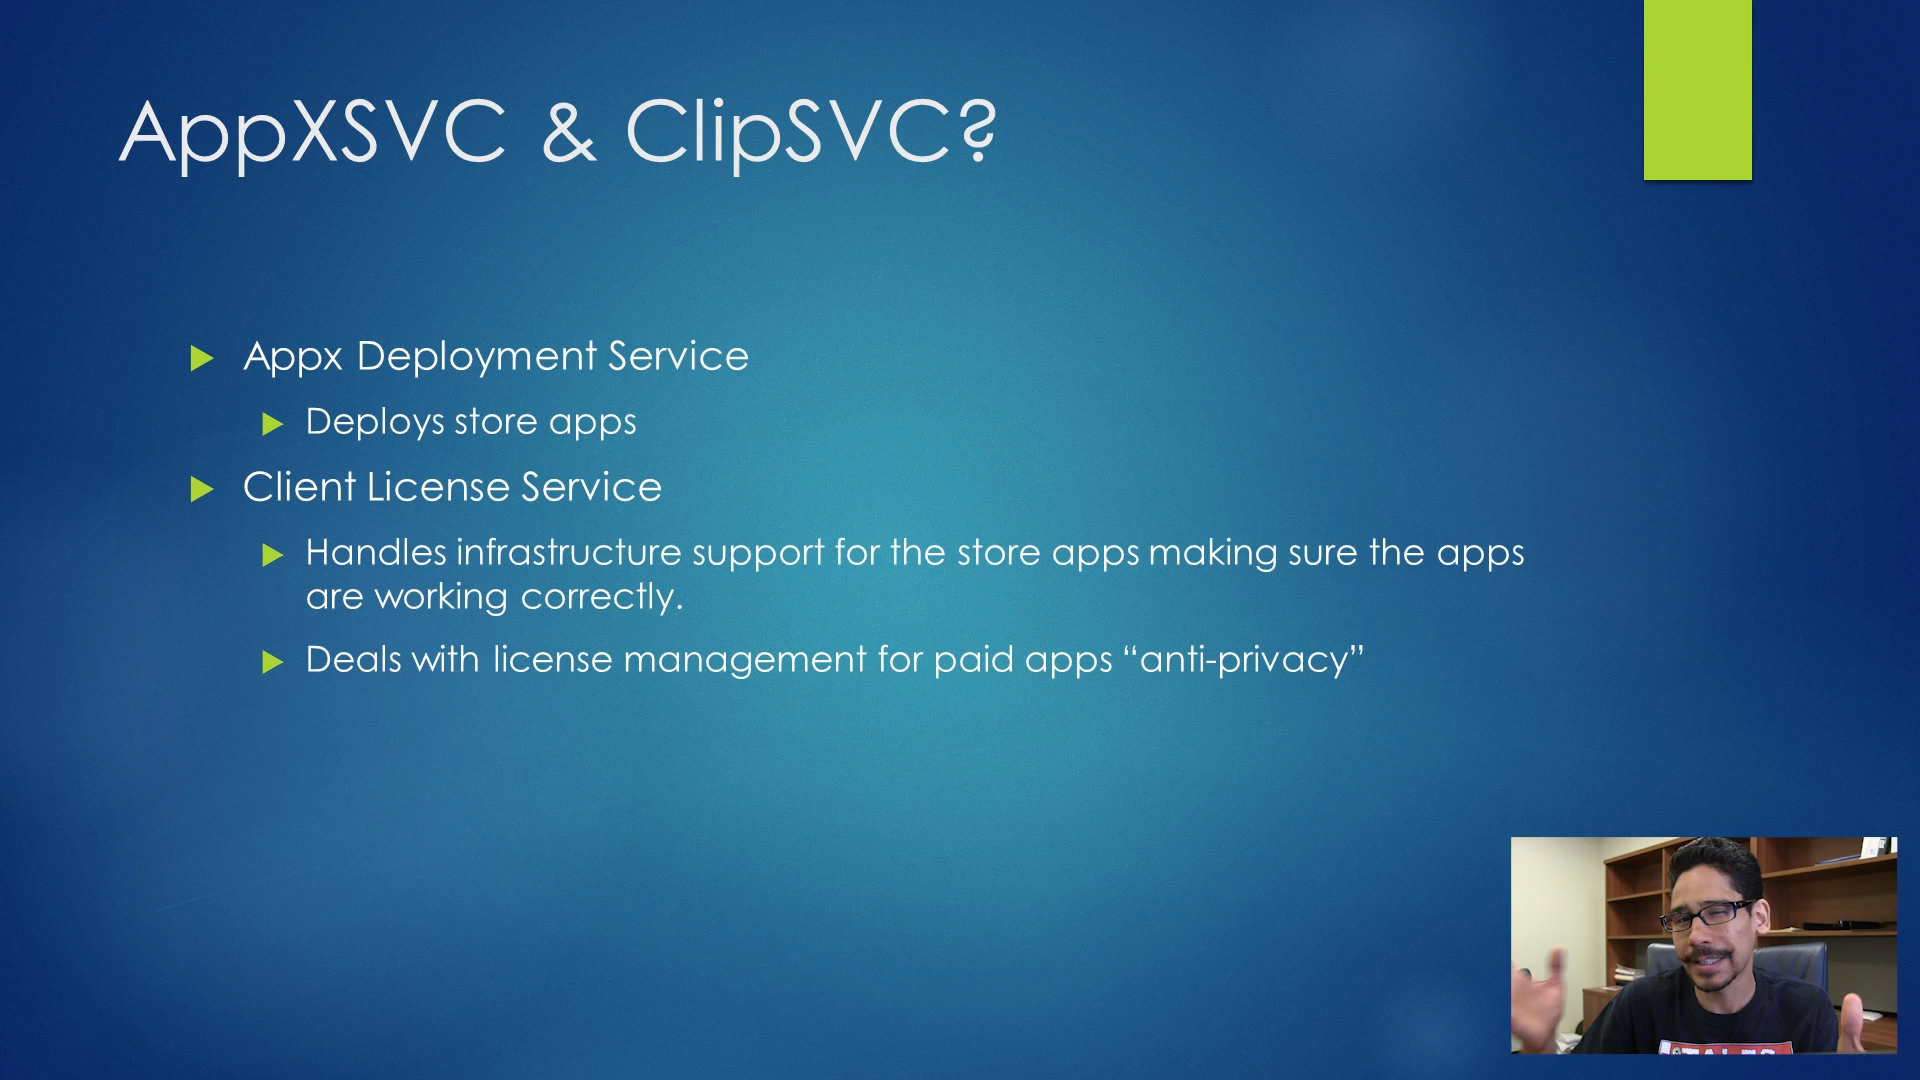 AppXSVC & ClipSVC?
Appx Deployment Service
Deploys store apps
Client License Service
Handles infrastructure support for the store apps making sure the apps
are working correctly.
Deals with license management for paid apps “anti-privacy”